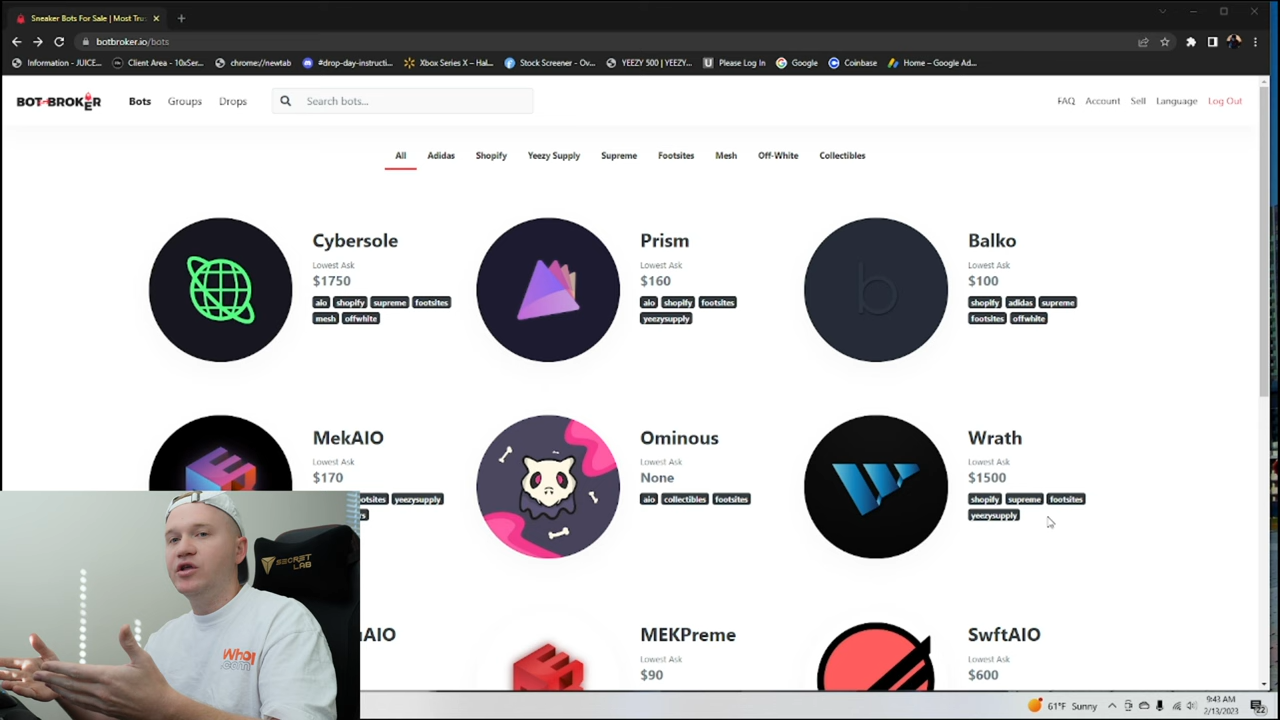 Sneaker Bots For Sale | Most Tru
botbroker.io/bots
Information - JUICE...
Client Area - 10xSer...
chrome://newtab
#drop-day-instructi...
Xbox Series X – Hal...
Stock Screener - Ov...
YEEZY 500 | YEEZY...
Please Log In
Google
Coinbase
Home – Google Ad...
BOT BROKER
Bots
Groups
Drops
Search bots...
FAQ
Account
Sell
Language
Log Out
All
Adidas
Shopify
Yeezy Supply
Supreme
Footsites
Mesh
Off-White
Collectibles
Cybersole
Lowest Ask
$1750
aio shopify supreme footsites
mesh offwhite
Prism
Lowest Ask
$160
aio shopify footsites
yeezysupply
Balko
Lowest Ask
$100
shopify adidas supreme
footsites offwhite
b
MekAIO
Lowest Ask
$170
otsites yeezysupply
Ominous
Lowest Ask
None
aio collectibles footsites
Wrath
Lowest Ask
$1500
shopify supreme footsites
yeezysupply
AIO
MEKPreme
Lowest Ask
$90
SwftAIO
Lowest Ask
$600
SECRET
LAB
Whop
.com
61°F Sunny
9:43 AM
2/13/2023
22